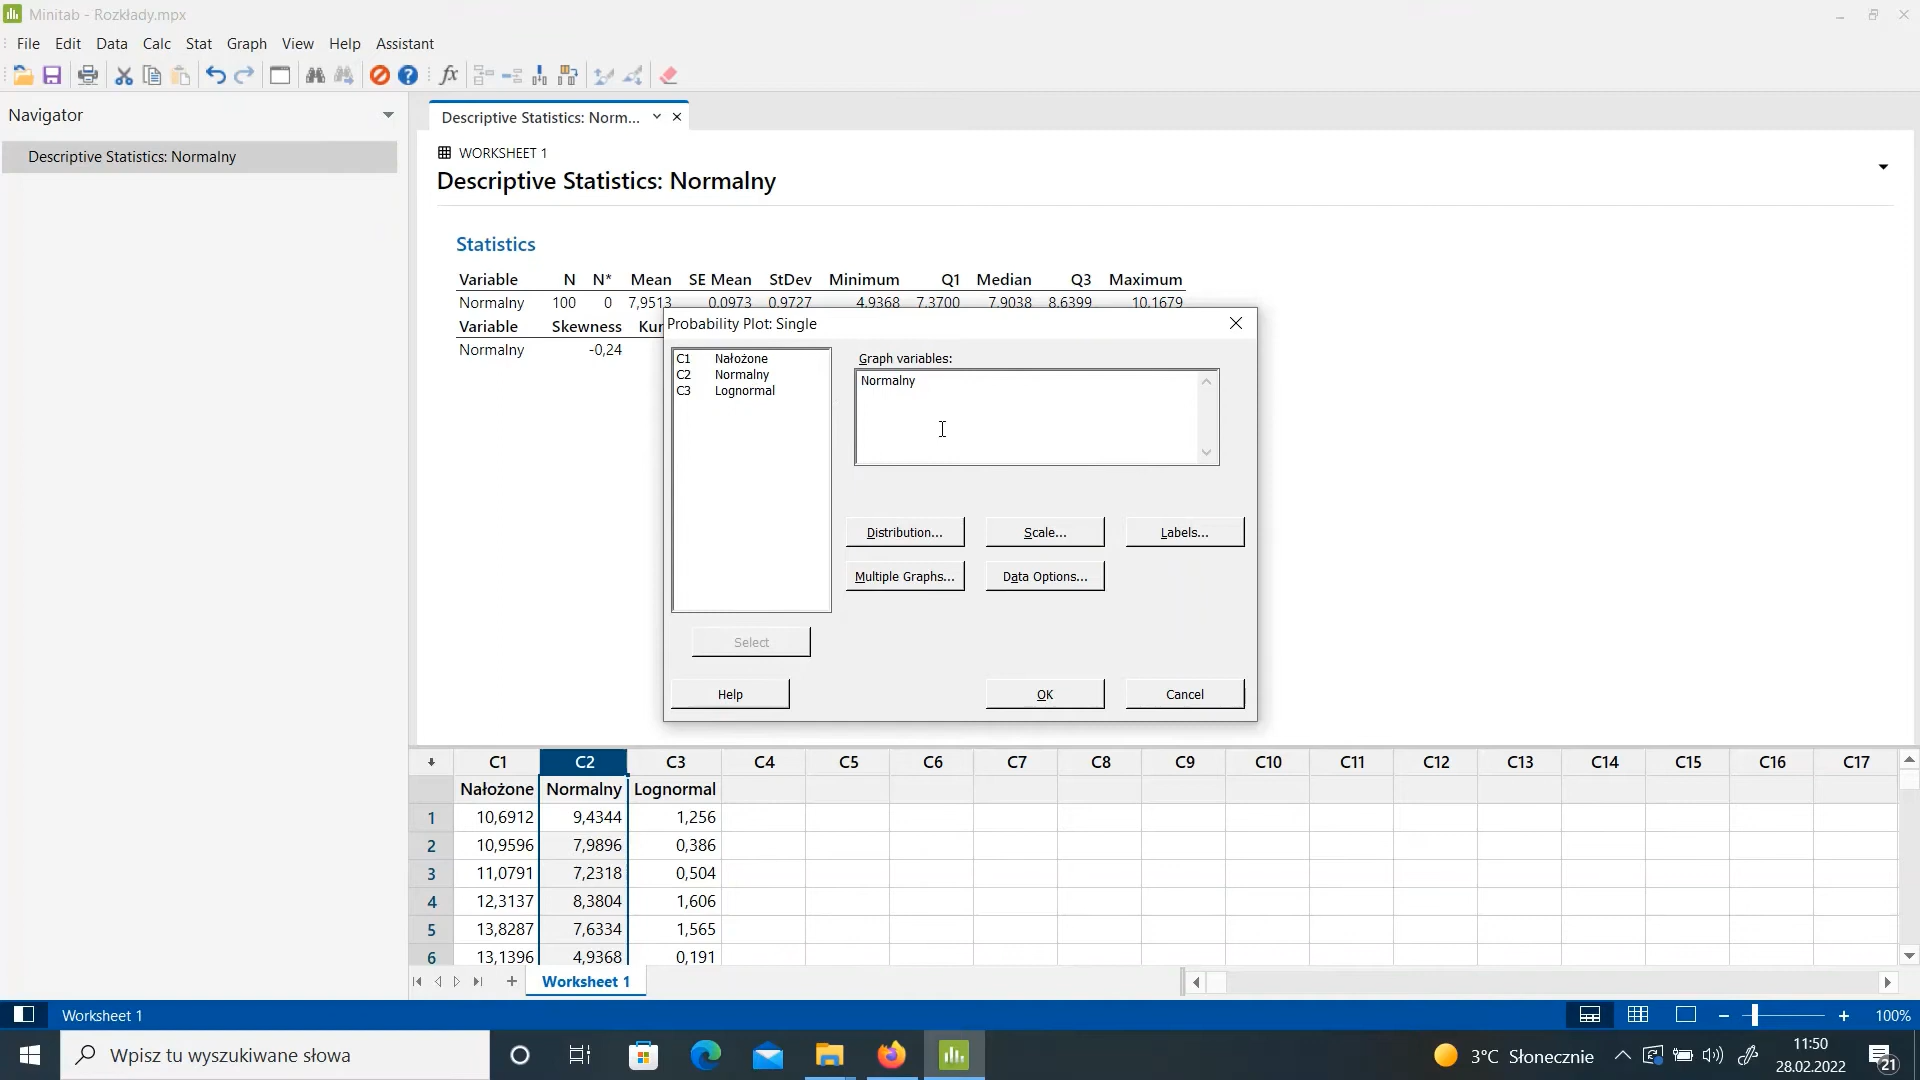 Minitab - Rozkłady.mpx
File Edit Data Calc Stat Graph View Help Assistant
fx
Navigator
Descriptive Statistics: Norm...
Descriptive Statistics: Normalny
WORKSHEET 1
Descriptive Statistics: Normalny
Statistics
Variable N N* Mean SE Mean StDev Minimum Q1 Median Q3 Maximum
Normalny 100 0 7,9513 0,0973 0,9727 4,9368 7,3700 7,9038 8,6399 10,1679
Variable Skewness Kur
Normalny -0,24
Probability Plot: Single
C1 Nałożone
C2 Normalny
C3 Lognormal
Graph variables:
Normalny
Distribution... Scale... Labels...
Multiple Graphs... Data Options...
Select
Help OK Cancel
C1 C2 C3 C4 C5 C6 C7 C8 C9 C10 C11 C12 C13 C14 C15 C16 C17
Nałożone Normalny Lognormal
1 10,6912 9,4344 1,256
2 10,9596 7,9896 0,386
3 11,0791 7,2318 0,504
4 12,3137 8,3804 1,606
5 13,8287 7,6334 1,565
6 13,1396 4,9368 0,191
Worksheet 1
Worksheet 1 100%
Wpisz tu wyszukiwane słowa
3°C Słonecznie
11:50
28.02.2022
21